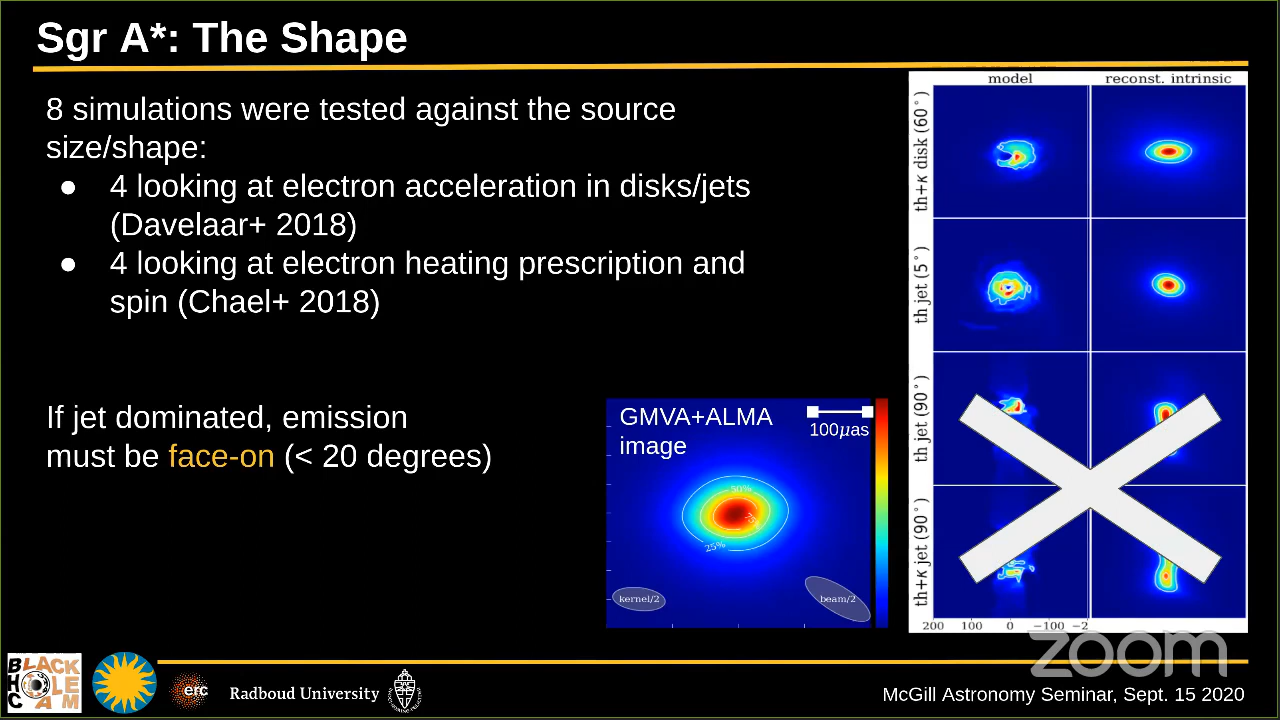 Sgr A*: The Shape
8 simulations were tested against the source
size/shape:
● 4 looking at electron acceleration in disks/jets
(Davelaar+ 2018)
● 4 looking at electron heating prescription and
spin (Chael+ 2018)
If jet dominated, emission
must be face-on (< 20 degrees)
GMVA+ALMA
image
100μas
50%
75%
25%
kernel/2
beam/2
model
reconst. intrinsic
th+κ disk (60°)
th jet (5°)
th jet (90°)
th+κ jet (90°)
200 100 0 −100 −2
zoom
BLACK
HOLE
CAM
erc
Radboud University
McGill Astronomy Seminar, Sept. 15 2020